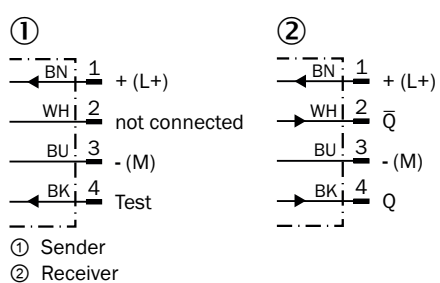 ① ②
BN 1 + (L+) BN 1 + (L+)
WH 2 not connected WH 2 Q̅
BU 3 - (M) BU 3 - (M)
BK 4 Test BK 4 Q
① Sender
② Receiver